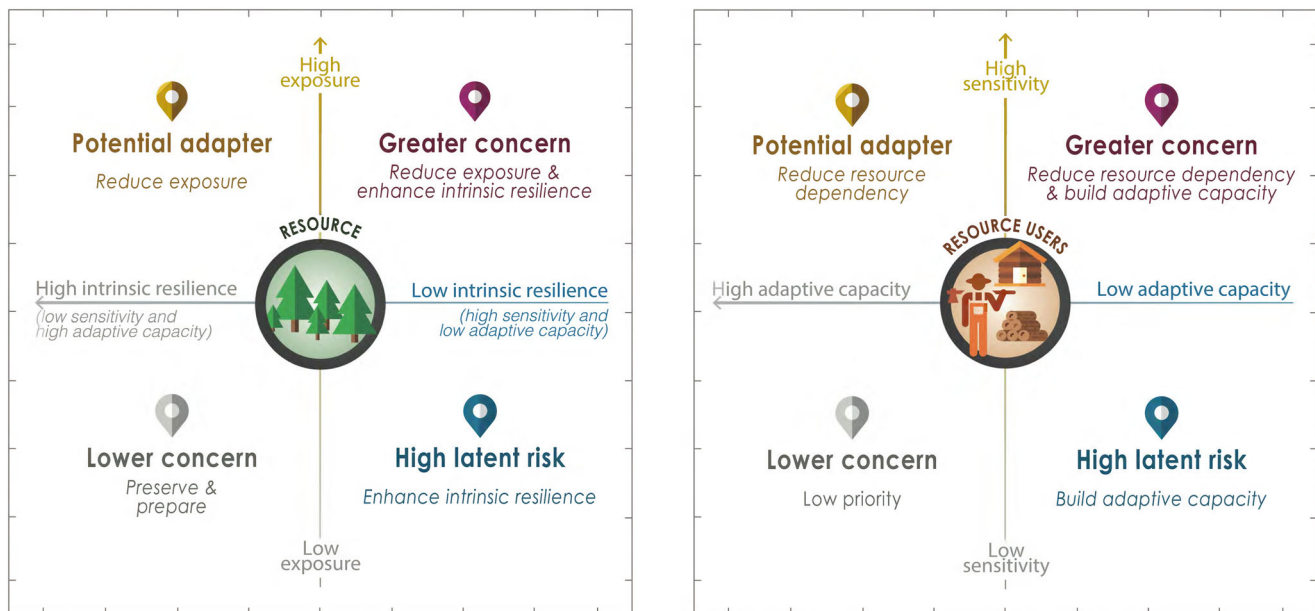 High
exposure
Potential adapter
Reduce exposure
Greater concern
Reduce exposure &
enhance intrinsic resilience
RESOURCE
High intrinsic resilience
(low sensitivity and
high adaptive capacity)
Low intrinsic resilience
(high sensitivity and
low adaptive capacity)
Lower concern
Preserve &
prepare
High latent risk
Enhance intrinsic resilience
Low
exposure
High
sensitivity
Potential adapter
Reduce resource
dependency
Greater concern
Reduce resource dependency
& build adaptive capacity
RESOURCE USERS
High adaptive capacity
Low adaptive capacity
Lower concern
Low priority
High latent risk
Build adaptive capacity
Low
sensitivity